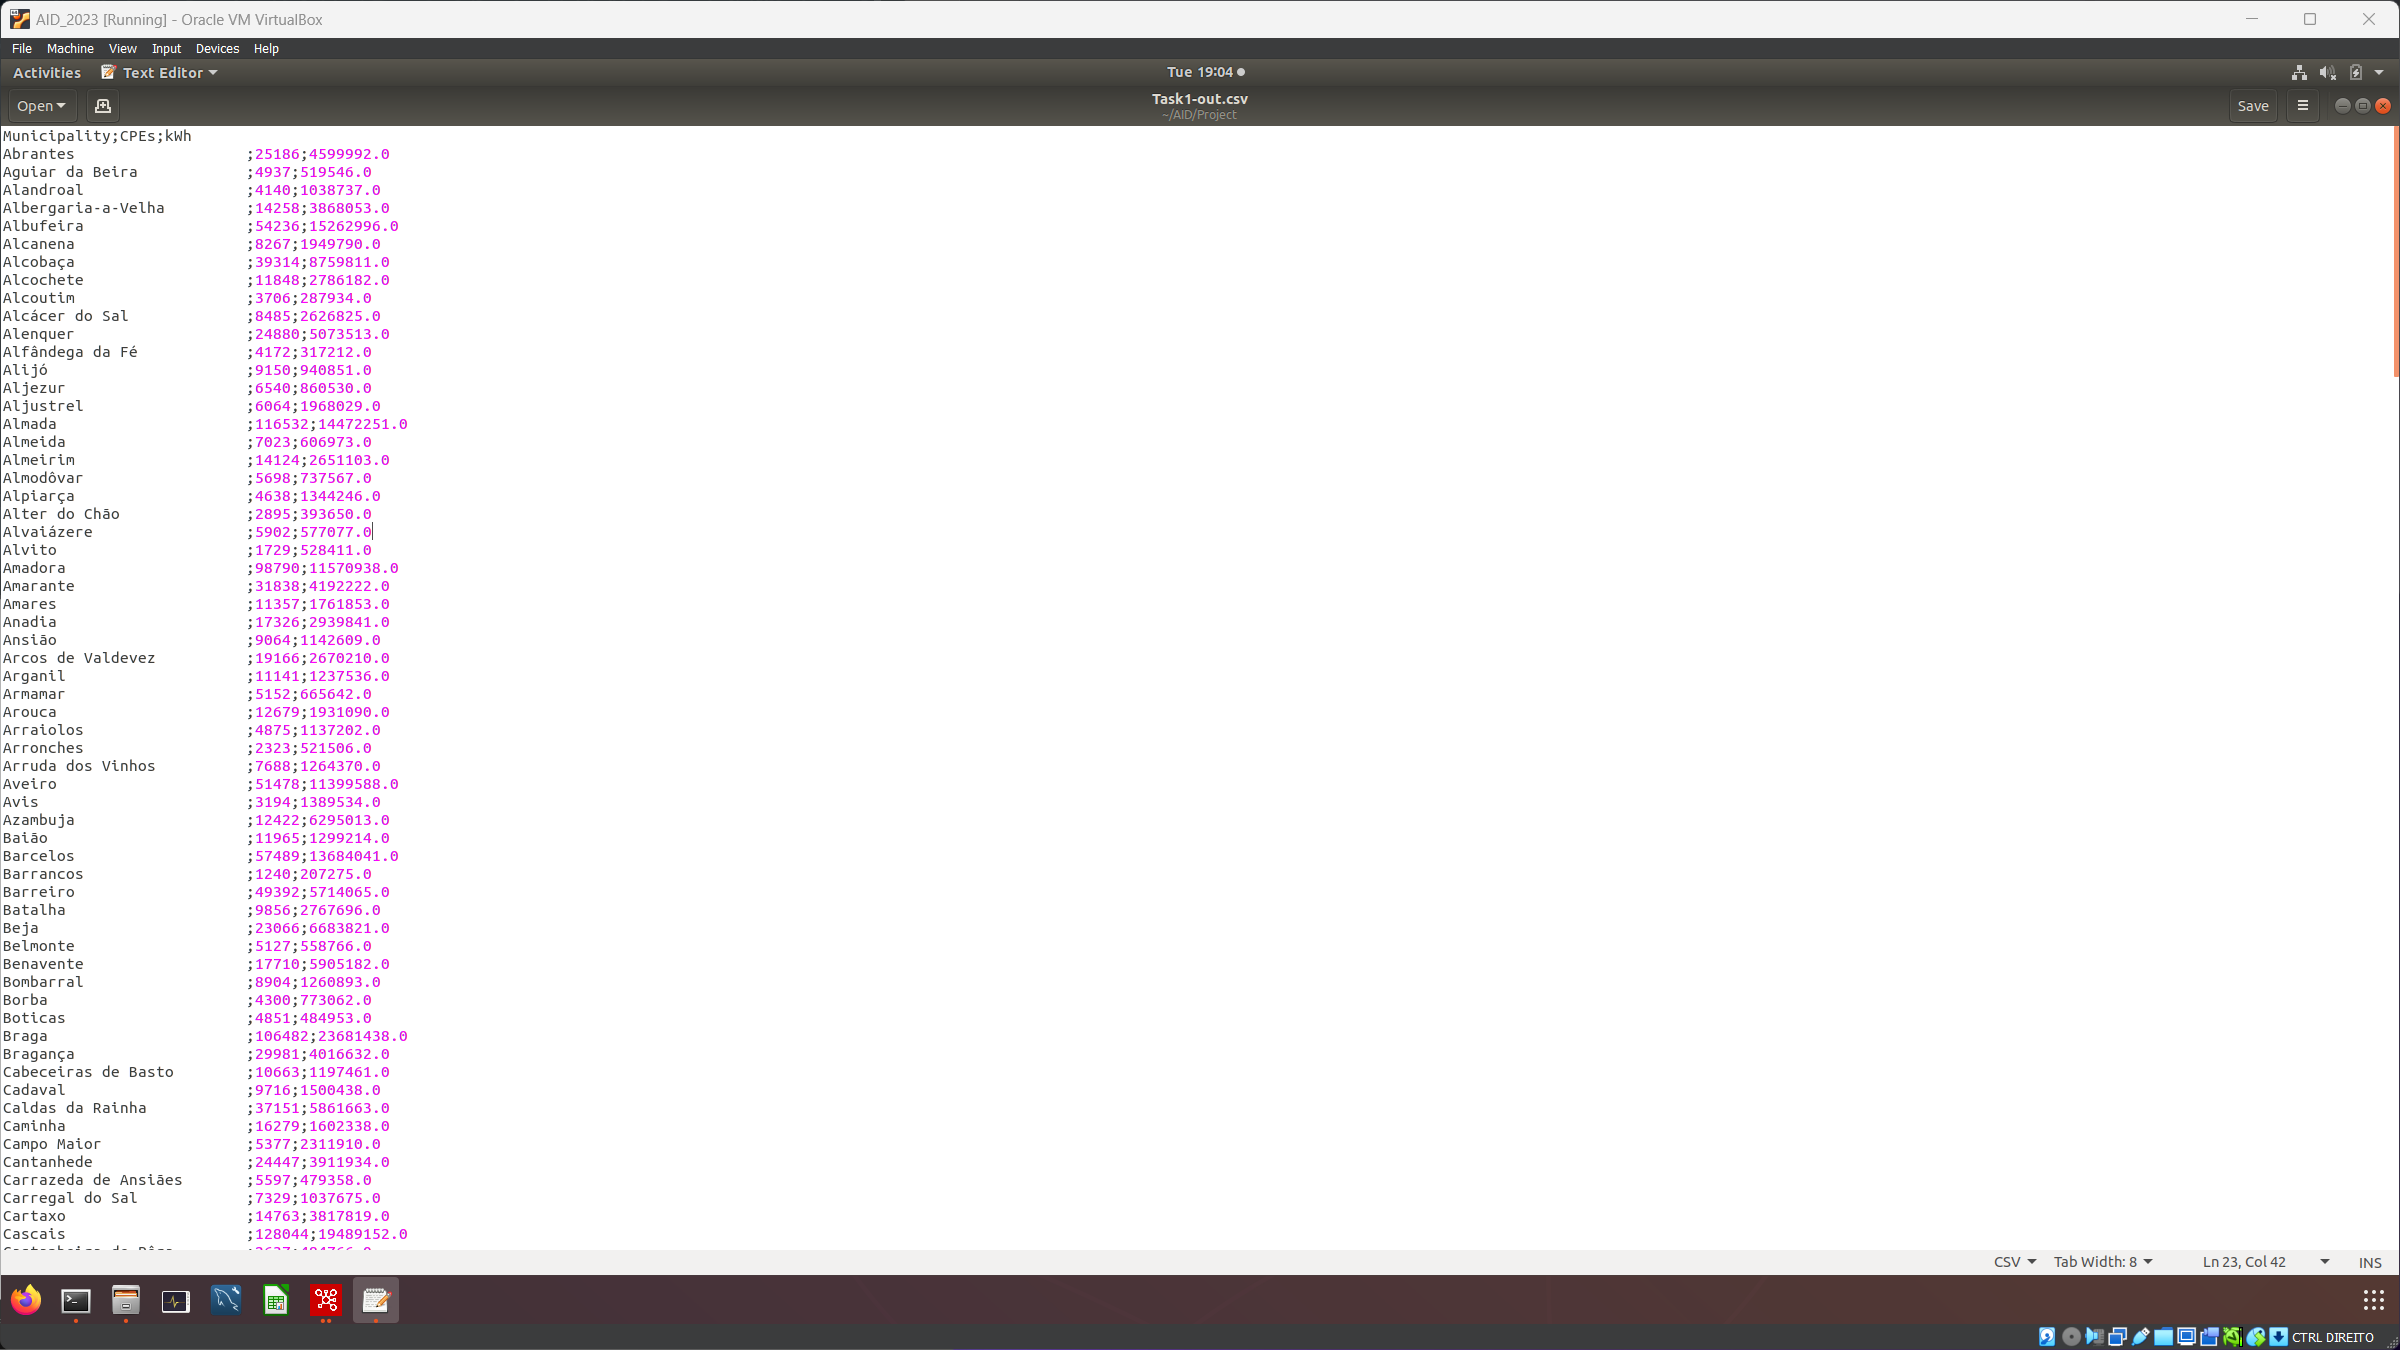 AID_2023 [Running] - Oracle VM VirtualBox
File Machine View Input Devices Help
Activities Text Editor Tue 19:04
Open Task1-out.csv Save
~/AID/Project
Municipality;CPEs;kWh
Abrantes ;25186;4599992.0
Aguiar da Beira ;4937;519546.0
Alandroal ;4140;1038737.0
Albergaria-a-Velha ;14258;3868053.0
Albufeira ;54236;15262996.0
Alcanena ;8267;1949790.0
Alcobaça ;39314;8759811.0
Alcochete ;11848;2786182.0
Alcoutim ;3706;287934.0
Alcácer do Sal ;8485;2626825.0
Alenquer ;24880;5073513.0
Alfândega da Fé ;4172;317212.0
Alijó ;9150;940851.0
Aljezur ;6540;860530.0
Aljustrel ;6064;1968029.0
Almada ;116532;14472251.0
Almeida ;7023;606973.0
Almeirim ;14124;2651103.0
Almodôvar ;5698;737567.0
Alpiarça ;4638;1344246.0
Alter do Chão ;2895;393650.0
Alvaiázere ;5902;577077.0
Alvito ;1729;528411.0
Amadora ;98790;11570938.0
Amarante ;31838;4192222.0
Amares ;11357;1761853.0
Anadia ;17326;2939841.0
Ansião ;9064;1142609.0
Arcos de Valdevez ;19166;2670210.0
Arganil ;11141;1237536.0
Armamar ;5152;665642.0
Arouca ;12679;1931090.0
Arraiolos ;4875;1137202.0
Arronches ;2323;521506.0
Arruda dos Vinhos ;7688;1264370.0
Aveiro ;51478;11399588.0
Avis ;3194;1389534.0
Azambuja ;12422;6295013.0
Baião ;11965;1299214.0
Barcelos ;57489;13684041.0
Barrancos ;1240;207275.0
Barreiro ;49392;5714065.0
Batalha ;9856;2767696.0
Beja ;23066;6683821.0
Belmonte ;5127;558766.0
Benavente ;17710;5905182.0
Bombarral ;8904;1260893.0
Borba ;4300;773062.0
Boticas ;4851;484953.0
Braga ;106482;23681438.0
Bragança ;29981;4016632.0
Cabeceiras de Basto ;10663;1197461.0
Cadaval ;9716;1500438.0
Caldas da Rainha ;37151;5861663.0
Caminha ;16279;1602338.0
Campo Maior ;5377;2311910.0
Cantanhede ;24447;3911934.0
Carrazeda de Ansiães ;5597;479358.0
Carregal do Sal ;7329;1037675.0
Cartaxo ;14763;3817819.0
Cascais ;128044;19489152.0
CSV Tab Width: 8 Ln 23, Col 42 INS
CTRL DIREITO